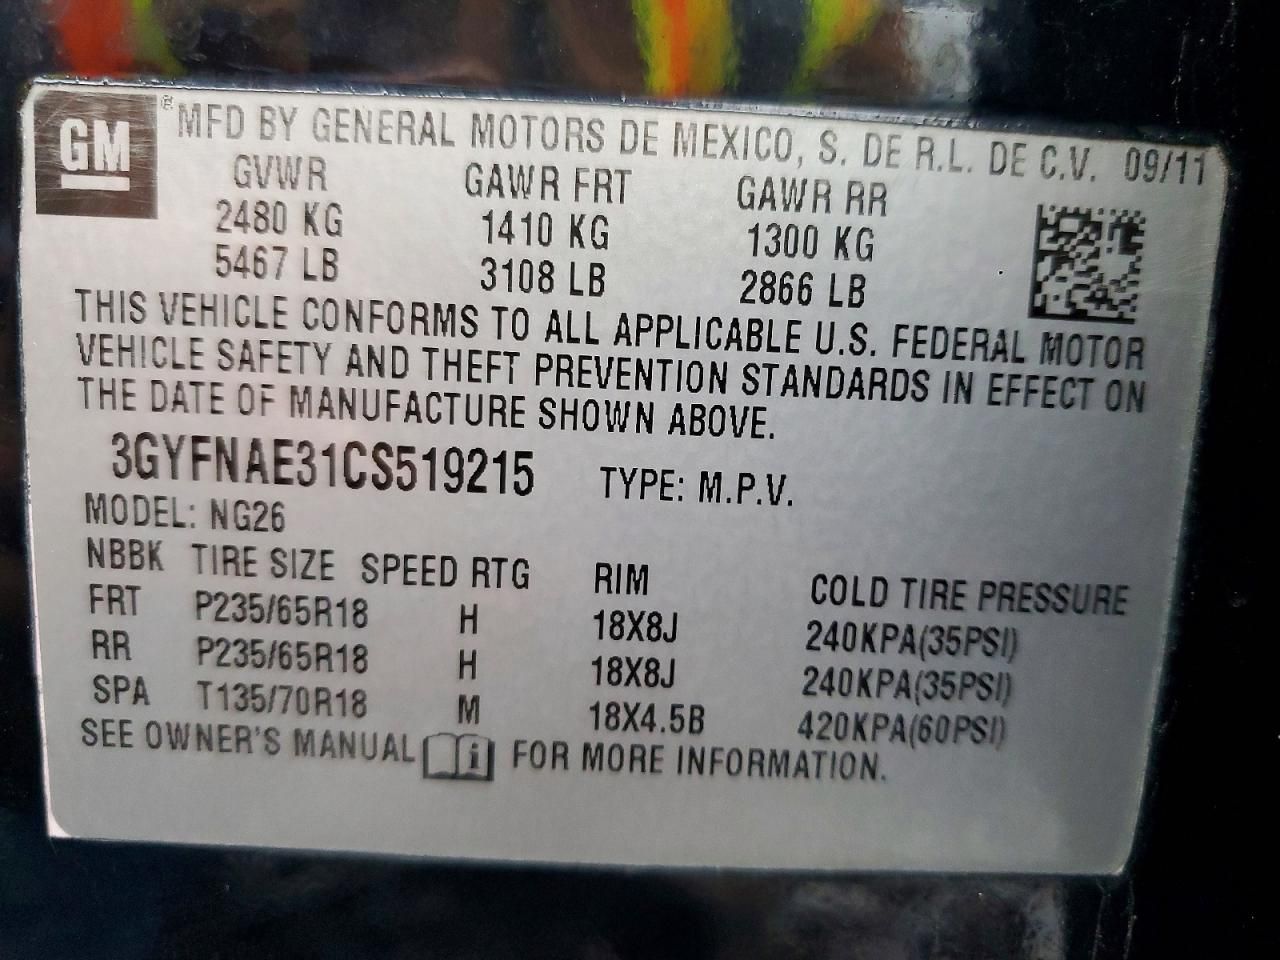 GM ® MFD BY GENERAL MOTORS DE MEXICO, S. DE R.L. DE C.V. 09/11
GVWR GAWR FRT GAWR RR
2480 KG 1410 KG 1300 KG
5467 LB 3108 LB 2866 LB
THIS VEHICLE CONFORMS TO ALL APPLICABLE U.S. FEDERAL MOTOR
VEHICLE SAFETY AND THEFT PREVENTION STANDARDS IN EFFECT ON
THE DATE OF MANUFACTURE SHOWN ABOVE.
3GYFNAE31CS519215 TYPE: M.P.V.
MODEL: NG26
NBBK TIRE SIZE SPEED RTG RIM COLD TIRE PRESSURE
FRT P235/65R18 H 18X8J 240KPA(35PSI)
RR P235/65R18 H 18X8J 240KPA(35PSI)
SPA T135/70R18 M 18X4.5B 420KPA(60PSI)
SEE OWNER'S MANUAL i FOR MORE INFORMATION.